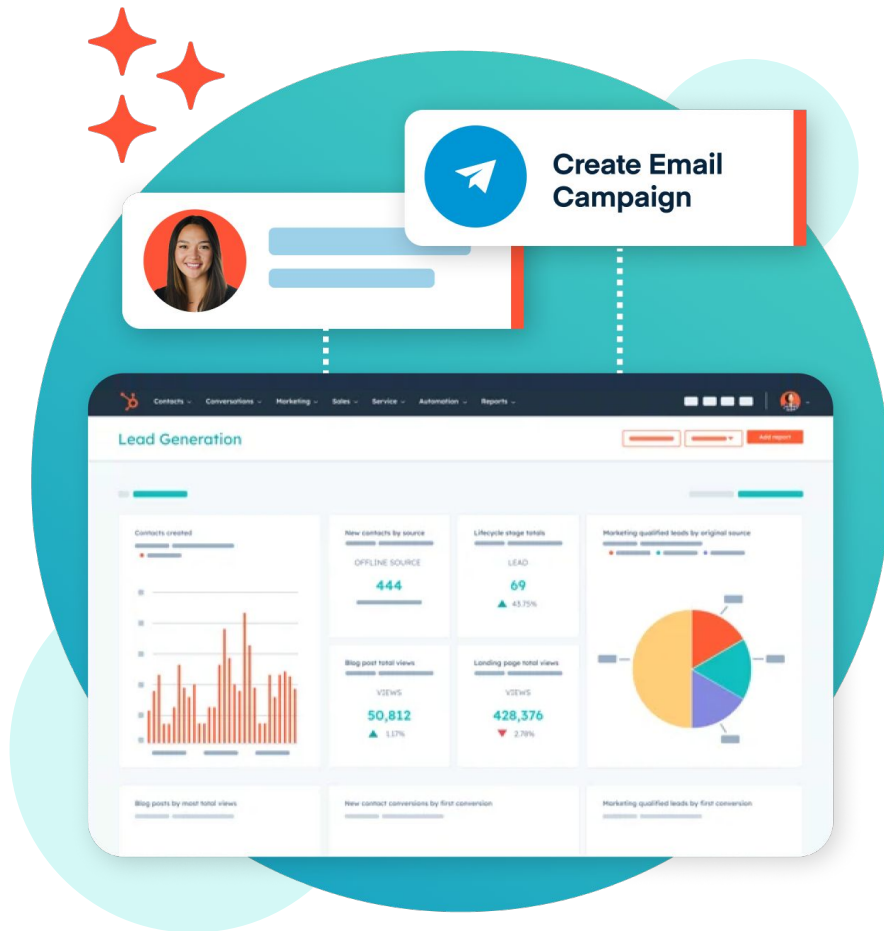 Create Email
Campaign
Contacts
Conversations
Marketing
Sales
Service
Automation
Reports
Lead Generation
Add report
Contacts created
New contacts by source
OFFLINE SOURCE
444
Lifecycle stage totals
LEAD
69
43.75%
Marketing qualified leads by original source
Blog post total views
VIEWS
50,812
1.17%
Landing page total views
VIEWS
428,376
2.78%
Blog posts by most total views
New contact conversions by first conversion
Marketing qualified leads by first conversion